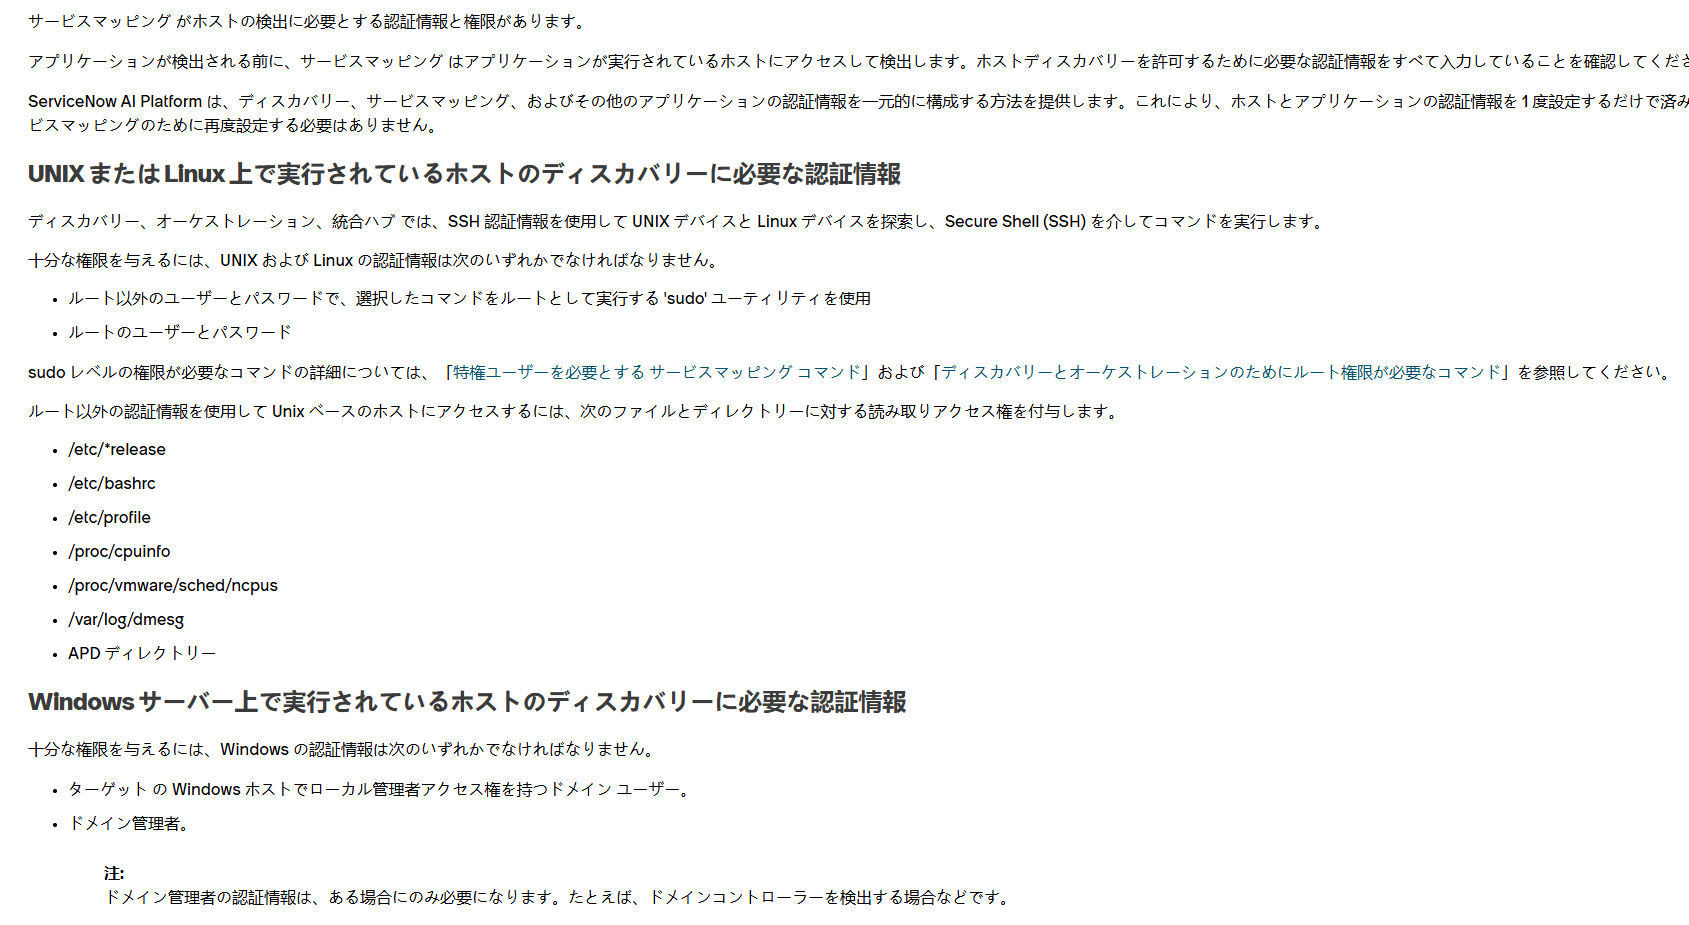 サービスマッピング がホストの検出に必要とする認証情報と権限があります。
アプリケーションが検出される前に、サービスマッピング はアプリケーションが実行されているホストにアクセスして検出します。ホストディスカバリーを許可するために必要な認証情報をすべて入力していることを確認してくださ
ServiceNow AI Platform は、ディスカバリー、サービスマッピング、およびその他のアプリケーションの認証情報を一元的に構成する方法を提供します。これにより、ホストとアプリケーションの認証情報を 1 度設定するだけで済み
ビスマッピングのために再度設定する必要はありません。
UNIX または Linux 上で実行されているホストのディスカバリーに必要な認証情報
ディスカバリー、オーケストレーション、統合ハブ では、SSH 認証情報を使用して UNIX デバイスと Linux デバイスを探索し、Secure Shell (SSH) を介してコマンドを実行します。
十分な権限を与えるには、UNIX および Linux の認証情報は次のいずれかでなければなりません。
• ルート以外のユーザーとパスワードで、選択したコマンドをルートとして実行する 'sudo' ユーティリティを使用
• ルートのユーザーとパスワード
sudo レベルの権限が必要なコマンドの詳細については、「特権ユーザーを必要とする サービスマッピング コマンド」および「ディスカバリーとオーケストレーションのためにルート権限が必要なコマンド」を参照してください。
ルート以外の認証情報を使用して Unix ベースのホストにアクセスするには、次のファイルとディレクトリーに対する読み取りアクセス権を付与します。
• /etc/*release
• /etc/bashrc
• /etc/profile
• /proc/cpuinfo
• /proc/vmware/sched/ncpus
• /var/log/dmesg
• APD ディレクトリー
Windows サーバー上で実行されているホストのディスカバリーに必要な認証情報
十分な権限を与えるには、Windows の認証情報は次のいずれかでなければなりません。
• ターゲット の Windows ホストでローカル管理者アクセス権を持つドメイン ユーザー。
• ドメイン管理者。
注:
ドメイン管理者の認証情報は、ある場合にのみ必要になります。たとえば、ドメインコントローラーを検出する場合などです。